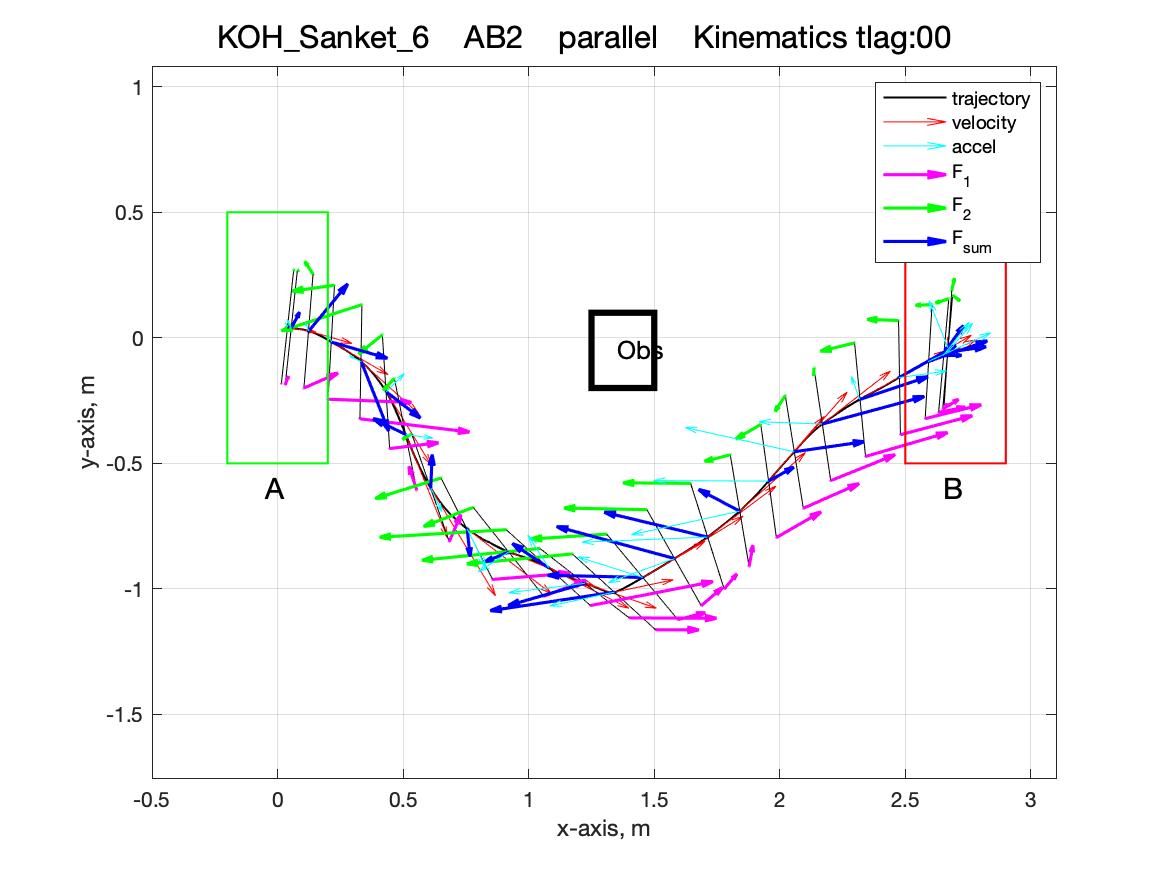 KOH_Sanket_6 AB2 parallel Kinematics tlag:00
trajectory
velocity
accel
F1
F2
Fsum
1
0.5
0
-0.5
-1
-1.5
y-axis, m
Obs
A
B
-0.5 0 0.5 1 1.5 2 2.5 3
x-axis, m